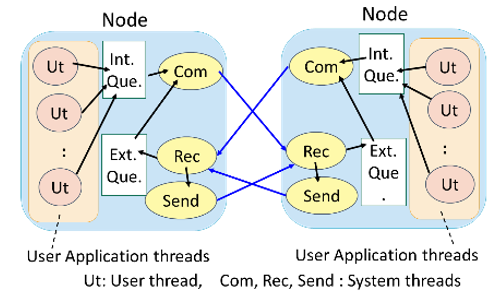 Node
Node
Ut
Int.
Que.
Com
Com
Int.
Que.
Ut
Ut
Ut
:
:
Ext.
Que.
Rec
Rec
Ext.
Que
.
Ut
Send
Send
Ut
User Application threads
User Application threads
Ut: User thread, Com, Rec, Send : System threads